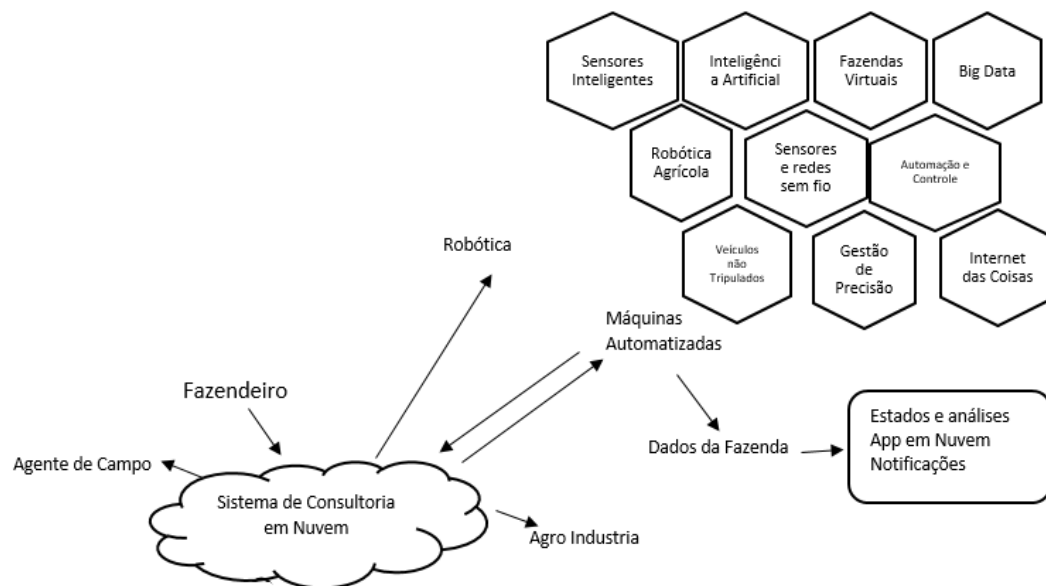 Sensores
Inteligentes
Inteligênci
a Artificial
Fazendas
Virtuais
Big Data
Robótica
Agrícola
Sensores
e redes
sem fio
Automação e
Controle
Veículos
não
Tripulados
Gestão
de
Precisão
Internet
das Coisas
Robótica
Máquinas
Automatizadas
Fazendeiro
Dados da Fazenda
Estados e análises
App em Nuvem
Notificações
Agente de Campo
Sistema de Consultoria
em Nuvem
Agro Industria